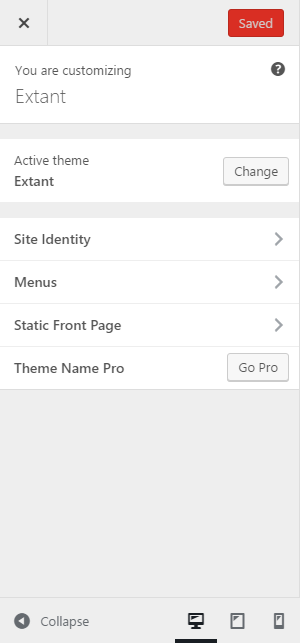 Saved
You are customizing
Extant
Active theme
Extant
Change
Site Identity
Menus
Static Front Page
Theme Name Pro
Go Pro
Collapse